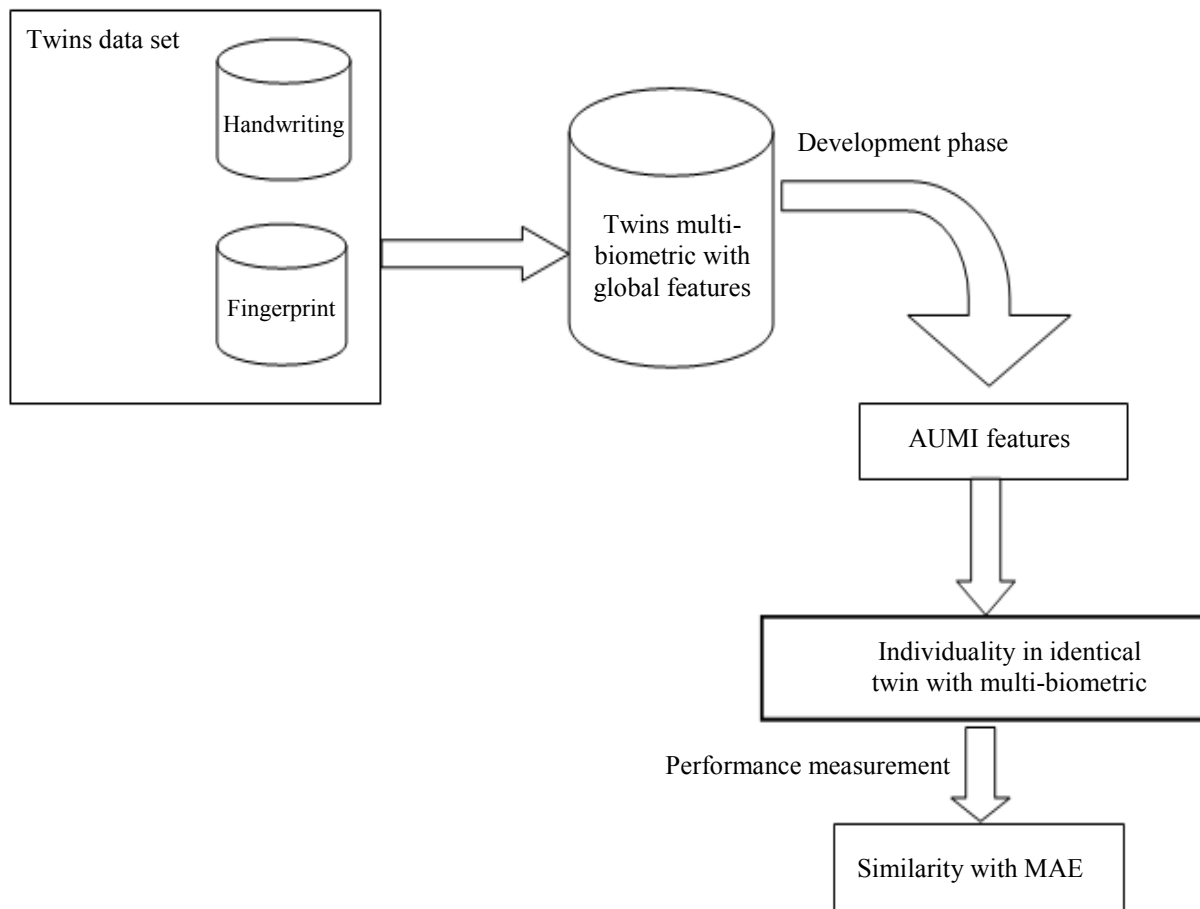 Twins data set
Handwriting
Fingerprint
Twins multi-
biometric with
global features
Development phase
AUMI features
Individuality in identical
twin with multi-biometric
Performance measurement
Similarity with MAE